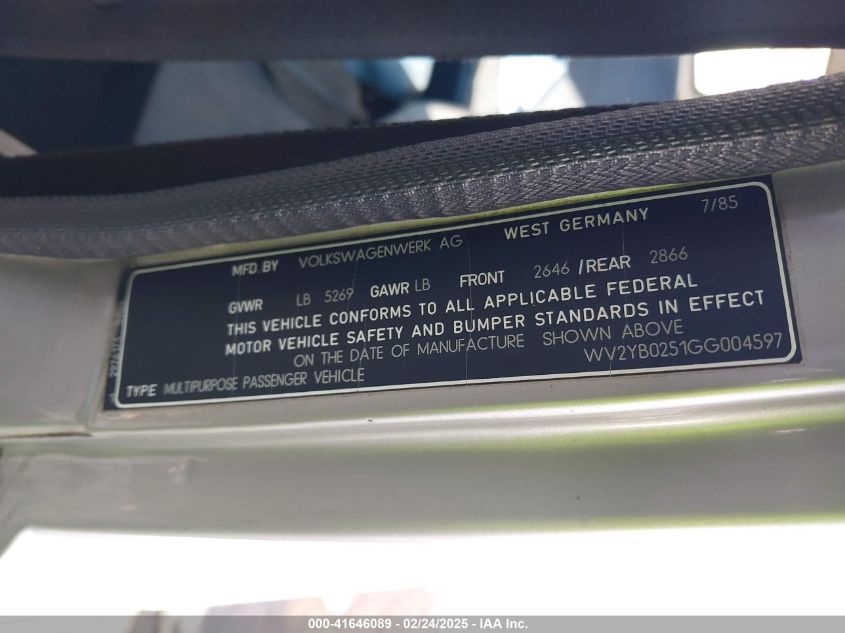 MFD. BY VOLKSWAGENWERK AG WEST GERMANY 7/85
GVWR LB 5269 GAWR LB FRONT 2646 /REAR 2866
THIS VEHICLE CONFORMS TO ALL APPLICABLE FEDERAL
MOTOR VEHICLE SAFETY AND BUMPER STANDARDS IN EFFECT
ON THE DATE OF MANUFACTURE SHOWN ABOVE
WV2YB0251GG004597
TYPE MULTIPURPOSE PASSENGER VEHICLE
000-41646089 - 02/24/2025 - IAA Inc.